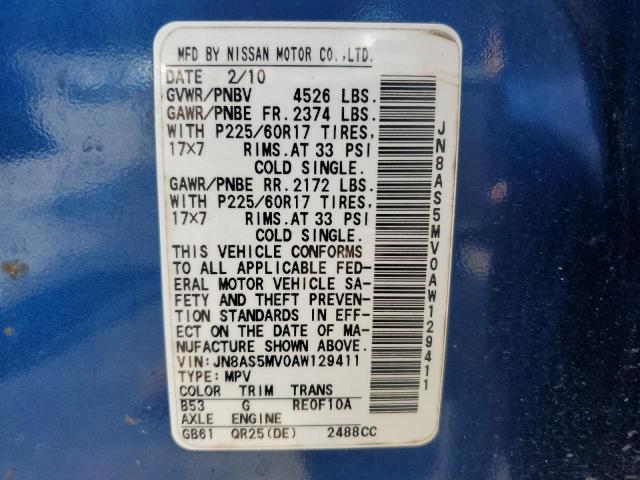 MFD BY NISSAN MOTOR CO.,LTD.
DATE 2/10
GVWR/PNBV 4526 LBS.
GAWR/PNBE FR. 2374 LBS.
WITH P225/60R17 TIRES,
17×7 RIMS.AT 33 PSI
COLD SINGLE.
GAWR/PNBE RR. 2172 LBS.
WITH P225/60R17 TIRES,
17×7 RIMS.AT 33 PSI
COLD SINGLE.
THIS VEHICLE CONFORMS
TO ALL APPLICABLE FED-
ERAL MOTOR VEHICLE SA-
FETY AND THEFT PREVEN-
TION STANDARDS IN EFF-
ECT ON THE DATE OF MA-
NUFACTURE SHOWN ABOVE.
VIN:JN8AS5MV0AW129411
TYPE:MPV
COLOR TRIM TRANS
B53 G RE0F10A
AXLE ENGINE
GB61 QR25(DE) 2488CC
JN8AS5MV0AW129411